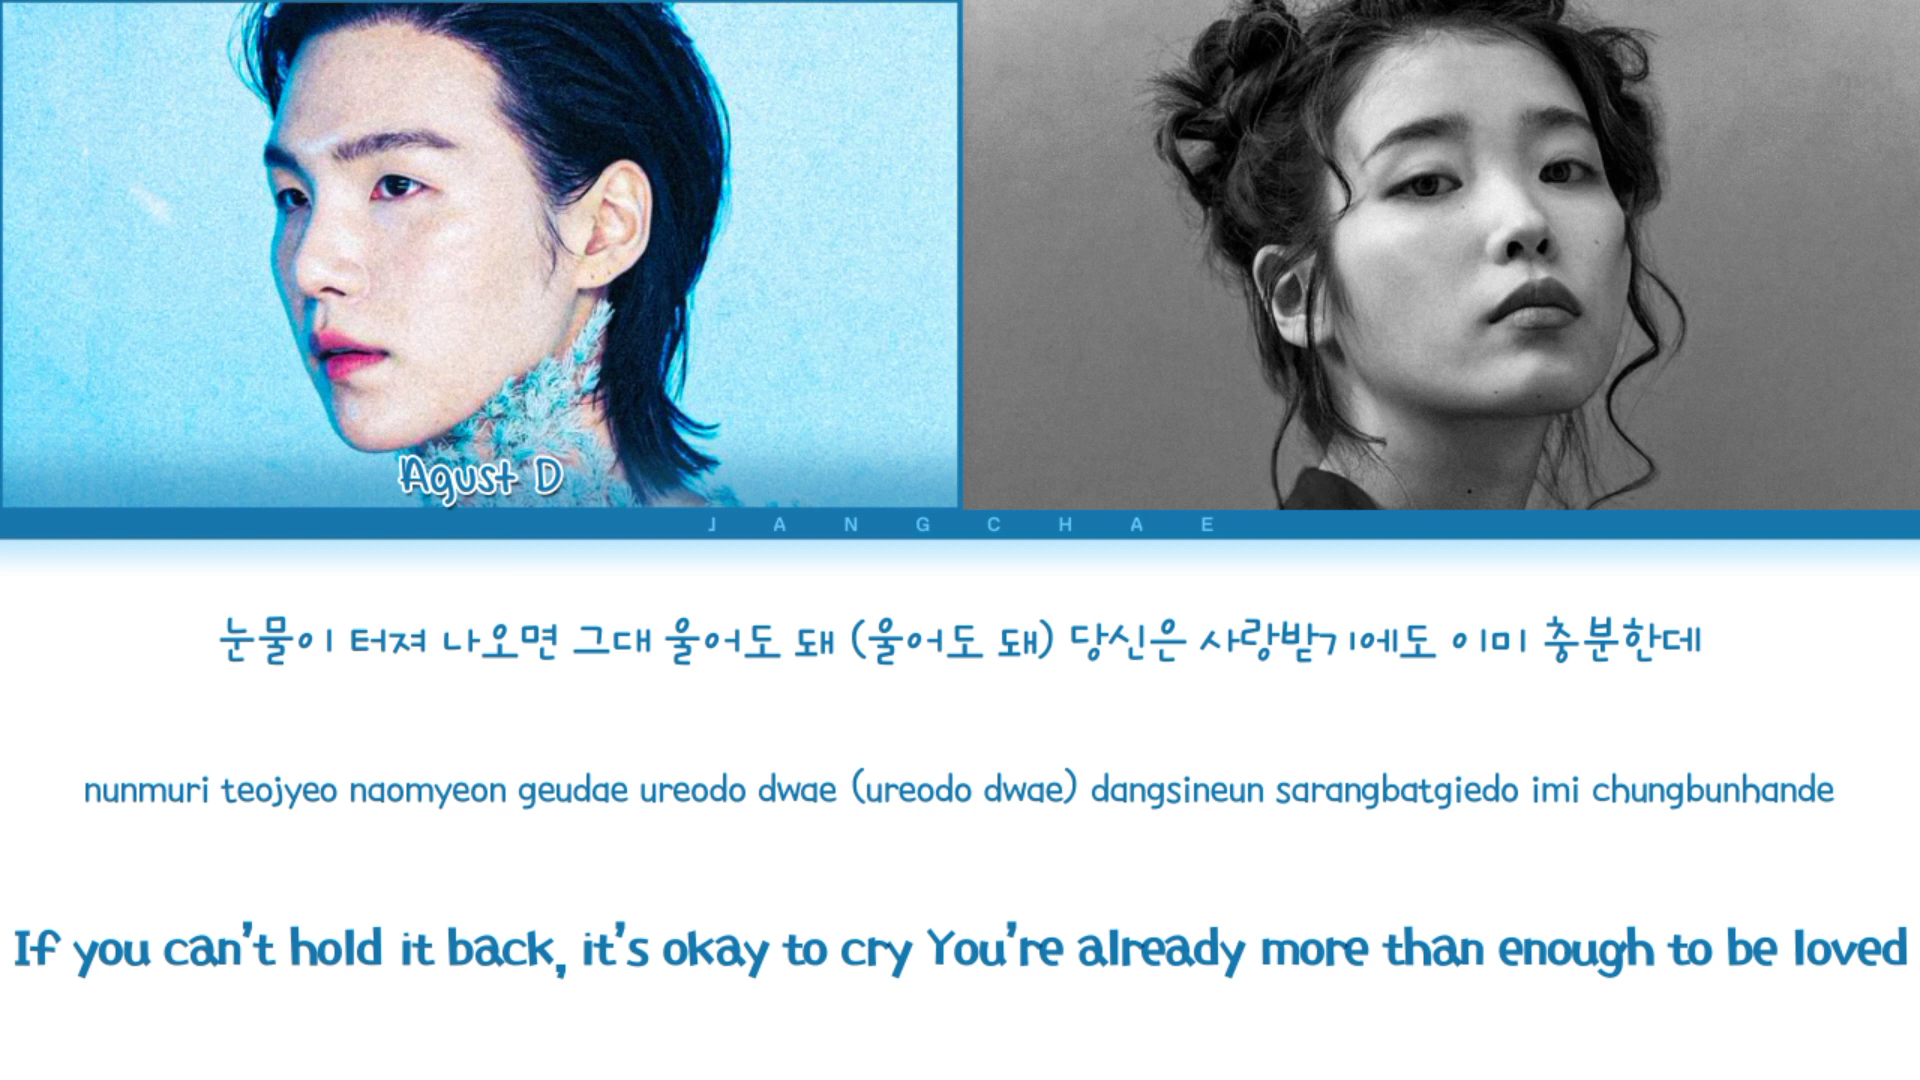 Agust D
JANGCHAE
눈물이 터져 나오면 그대 울어도 돼 (울어도 돼) 당신은 사랑받기에도 이미 충분한데
nunmuri teojyeo naomyeon geudae ureodo dwae (ureodo dwae) dangsineun sarangbatgiedo imi chungbunhande
If you can't hold it back, it's okay to cry You're already more than enough to be loved